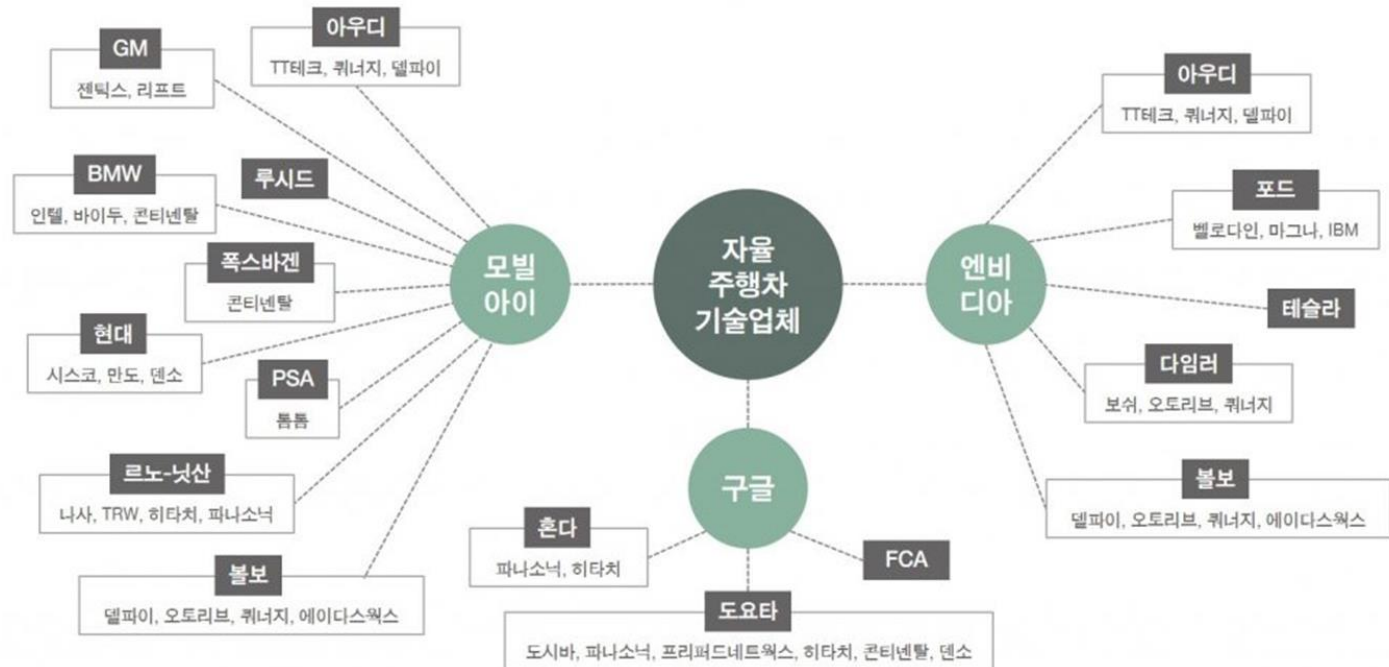 GM
젠틱스, 리프트
아우디
TT테크, 쿼너지, 델파이
BMW
인텔, 바이두, 콘티넨탈
루시드
폭스바겐
콘티넨탈
현대
시스코, 만도, 덴소
PSA
톰톰
르노-닛산
나사, TRW, 히타치, 파나소닉
볼보
델파이, 오토리브, 쿼너지, 에이다스웍스
모빌
아이
자율
주행차
기술업체
구글
혼다
파나소닉, 히타치
도요타
도시바, 파나소닉, 프리퍼드네트웍스, 히타치, 콘티넨탈, 덴소
FCA
엔비
디아
아우디
TT테크, 쿼너지, 델파이
포드
벨로다인, 마그나, IBM
테슬라
다임러
보쉬, 오토리브, 쿼너지
볼보
델파이, 오토리브, 쿼너지, 에이다스웍스